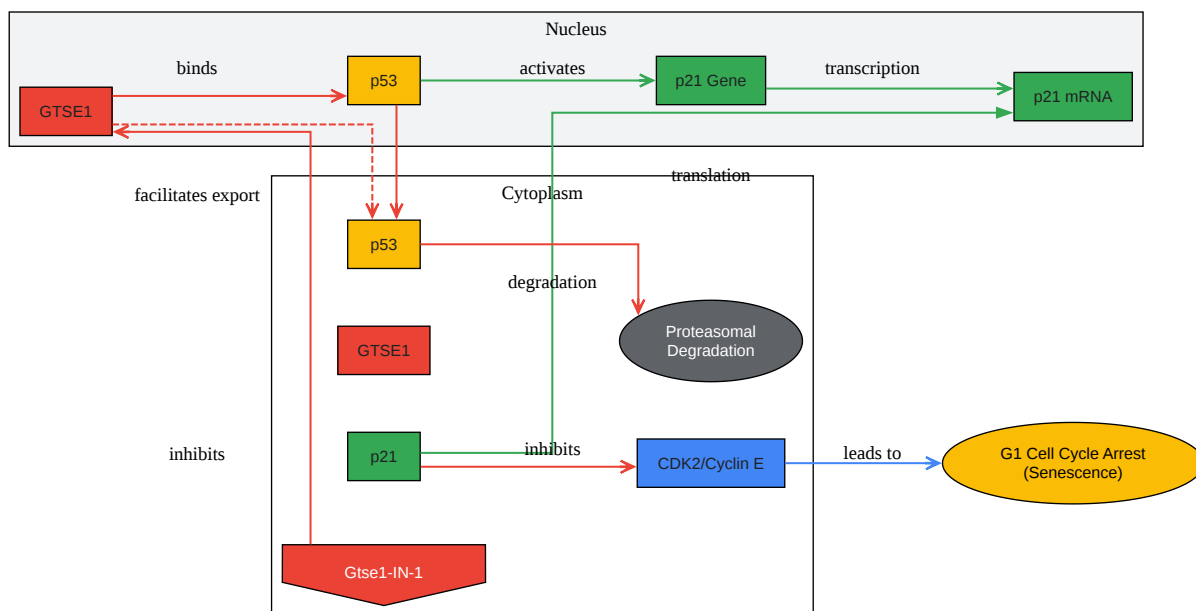 Nucleus
binds
p53
activates
p21 Gene
transcription
p21 mRNA
GTSE1
translation
facilitates export
Cytoplasm
p53
degradation
Proteasomal
Degradation
GTSE1
inhibits
p21
inhibits
CDK2/Cyclin E
leads to
G1 Cell Cycle Arrest
(Senescence)
Gtse1-IN-1